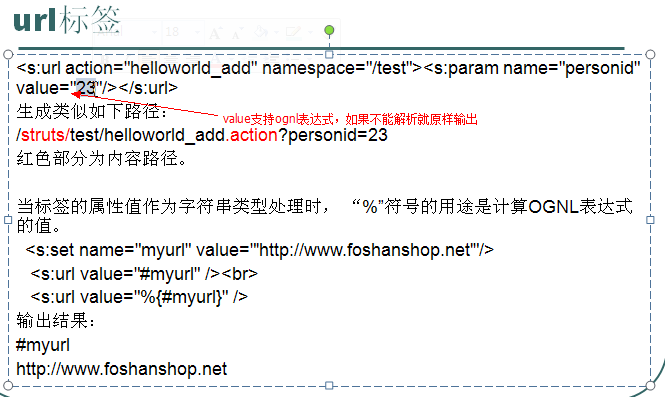 url标签
<s:url action="helloworld_add" namespace="/test"><s:param name="personid"
value="23"/></s:url>
value支持ognl表达式，如果不能解析就原样输出
生成类似如下路径：
/struts/test/helloworld_add.action?personid=23
红色部分为内容路径。
当标签的属性值作为字符串类型处理时， “%”符号的用途是计算OGNL表达式
的值。
<s:set name="myurl" value="'http://www.foshanshop.net'"/>
<s:url value="#myurl" /><br>
<s:url value="%{#myurl}" />
输出结果：
#myurl
http://www.foshanshop.net